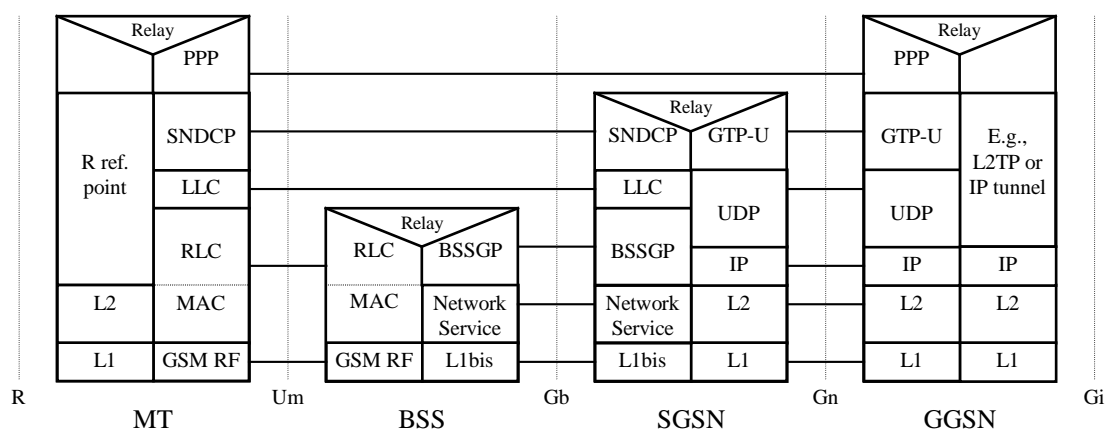 Relay
PPP
R ref.
point
SNDCP
LLC
RLC
L2
MAC
L1
GSM RF
Relay
RLC
BSSGP
MAC
Network
Service
GSM RF
L1bis
Relay
SNDCP
GTP-U
LLC
UDP
BSSGP
IP
Network
Service
L2
L1bis
L1
Relay
PPP
GTP-U
E.g.,
L2TP or
IP tunnel
UDP
IP
IP
L2
L2
L1
L1
R
Um
Gb
Gn
Gi
MT
BSS
SGSN
GGSN